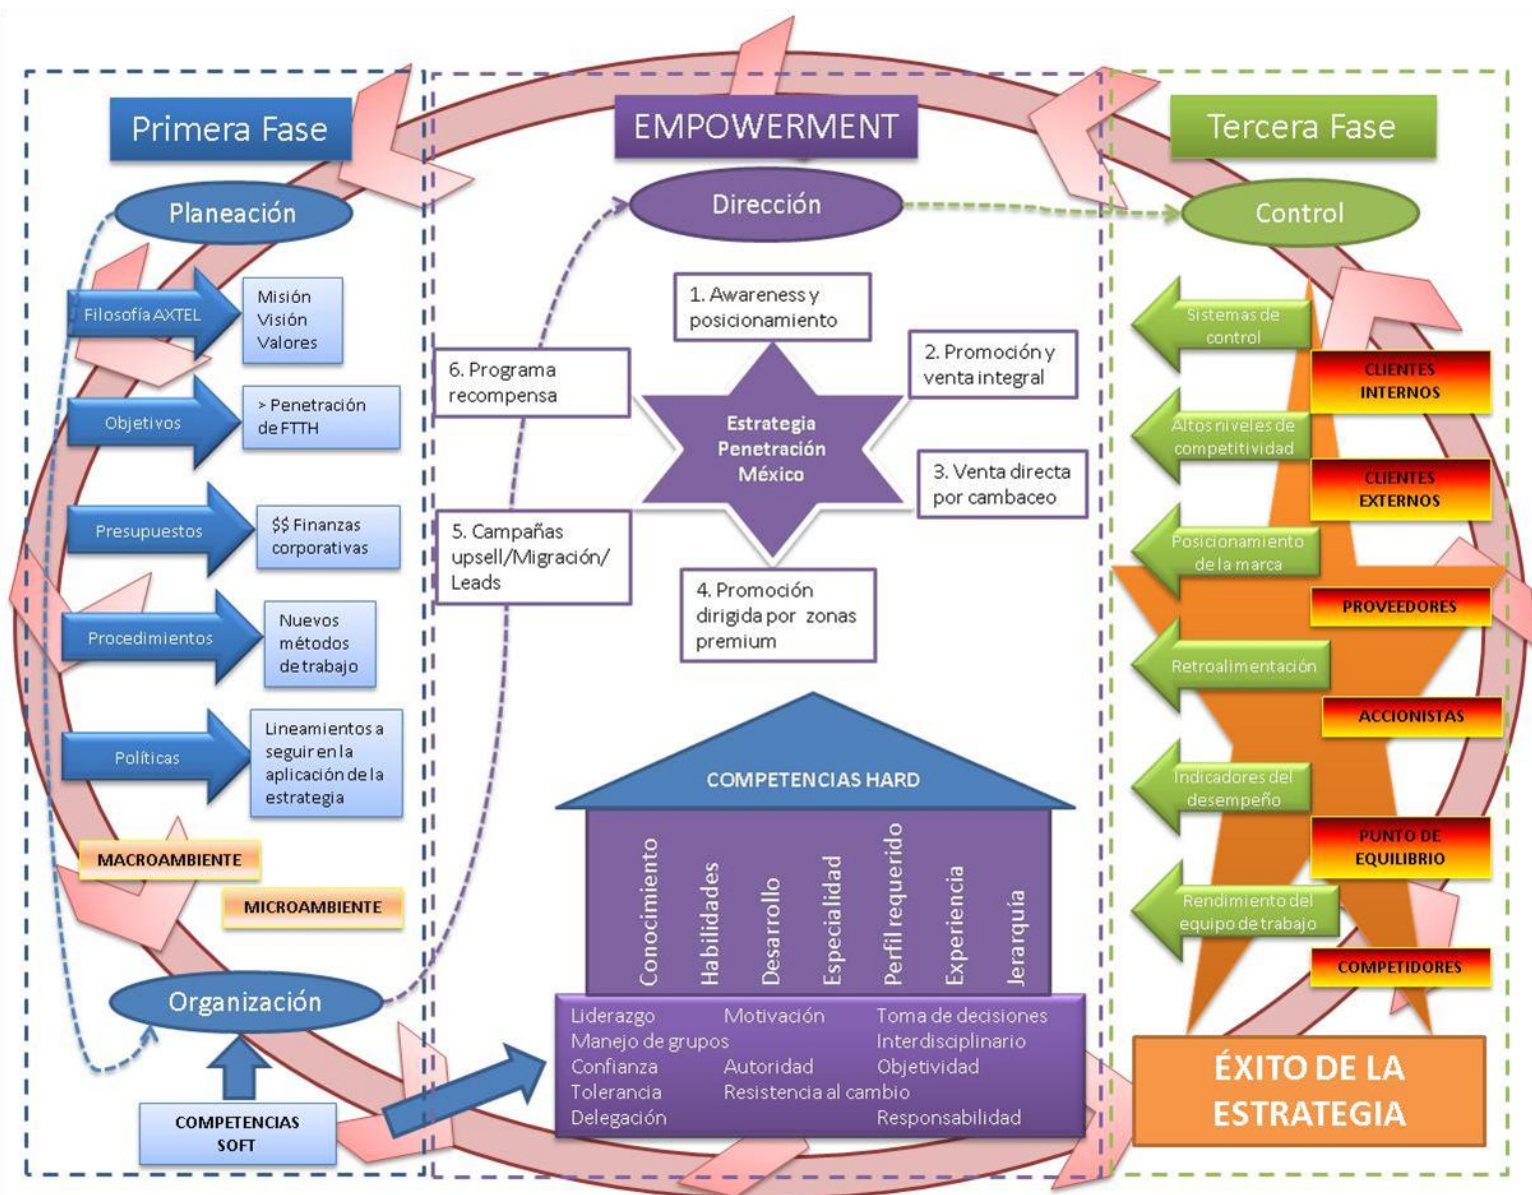 Primera Fase
Planeación
Filosofía AXTEL
Misión
Visión
Valores
Objetivos
> Penetración
de FTTH
Presupuestos
$$ Finanzas
corporativas
Procedimientos
Nuevos
métodos
de trabajo
Políticas
Lineamientos a
seguir en la
aplicación de la
estrategia
MACROAMBIENTE
MICROAMBIENTE
Organización
COMPETENCIAS
SOFT
EMPOWERMENT
Dirección
1. Awareness y
posicionamiento
2. Promoción y
venta integral
3. Venta directa
por cambaceo
4. Promoción
dirigida por zonas
premium
5. Campañas
upsell/Migración/
Leads
6. Programa
recompensa
Estrategia
Penetración
México
COMPETENCIAS HARD
Conocimiento
Habilidades
Desarrollo
Especialidad
Perfil requerido
Experiencia
Jerarquía
Liderazgo Motivación Toma de decisiones
Manejo de grupos Interdisciplinario
Confianza Autoridad Objetividad
Tolerancia Resistencia al cambio
Delegación Responsabilidad
Tercera Fase
Control
Sistemas de
control
CLIENTES
INTERNOS
Altos niveles de
competitividad
CLIENTES
EXTERNOS
Posicionamiento
de la marca
PROVEEDORES
Retroalimentación
ACCIONISTAS
Indicadores del
desempeño
PUNTO DE
EQUILIBRIO
Rendimiento del
equipo de trabajo
COMPETIDORES
ÉXITO DE LA
ESTRATEGIA